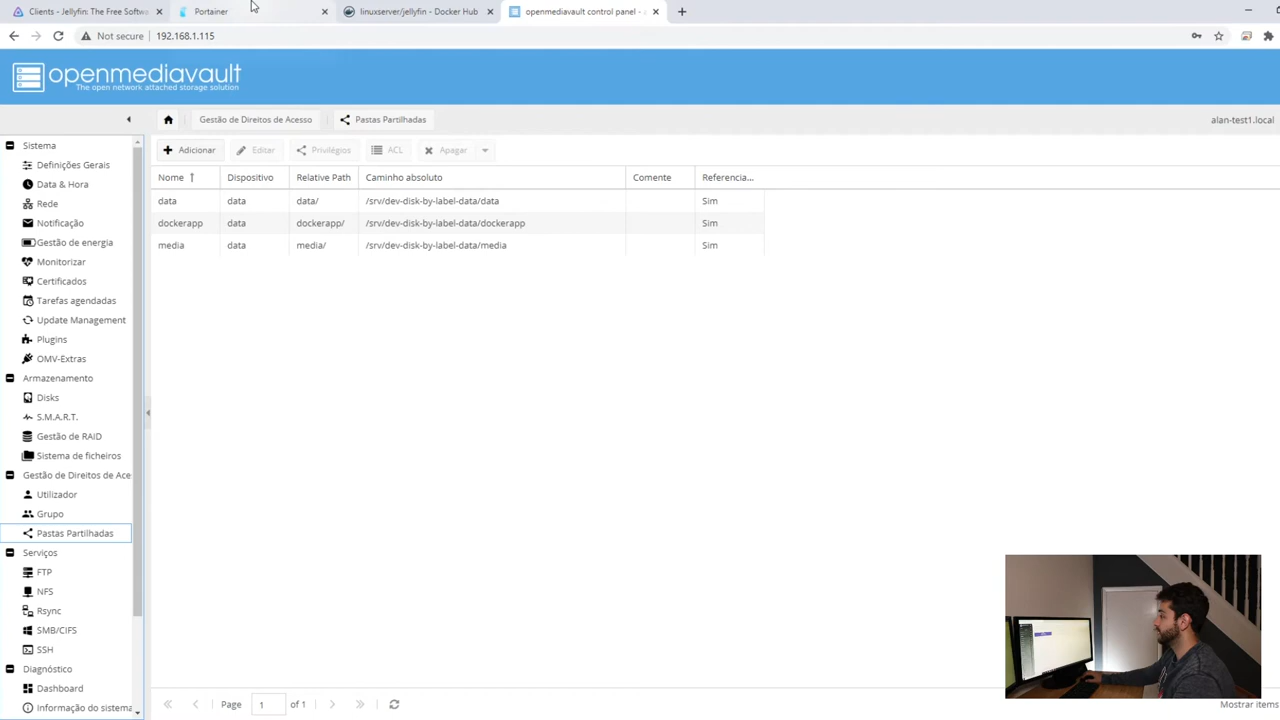 Clients - Jellyfin: The Free Softwa
Portainer
linuxserver/jellyfin - Docker Hub
openmediavault control panel -
Not secure
192.168.1.115
openmediavault
The open network attached storage solution
Gestão de Direitos de Acesso
Pastas Partilhadas
alan-test1.local
Sistema
Definições Gerais
Data & Hora
Rede
Notificação
Gestão de energia
Monitorizar
Certificados
Tarefas agendadas
Update Management
Plugins
OMV-Extras
Armazenamento
Disks
S.M.A.R.T.
Gestão de RAID
Sistema de ficheiros
Gestão de Direitos de Ace
Utilizador
Grupo
Pastas Partilhadas
Serviços
FTP
NFS
Rsync
SMB/CIFS
SSH
Diagnóstico
Dashboard
Informação do sistema
Adicionar Editar Privilégios ACL Apagar
Nome Dispositivo Relative Path Caminho absoluto Comente Referencia...
data data data/ /srv/dev-disk-by-label-data/data Sim
dockerapp data dockerapp/ /srv/dev-disk-by-label-data/dockerapp Sim
media data media/ /srv/dev-disk-by-label-data/media Sim
Page 1 of 1
Mostrar items